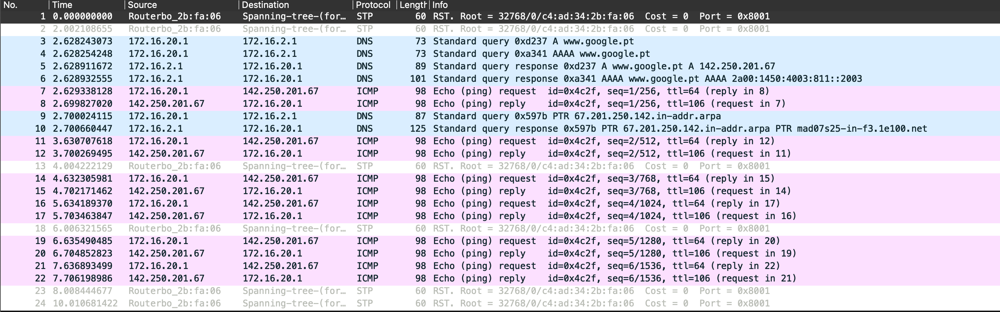 No. Time Source Destination Protocol Length Info
1 0.000000000 Routerbo_2b:fa:06 Spanning-tree-(for… STP 60 RST. Root = 32768/0/c4:ad:34:2b:fa:06 Cost = 0 Port = 0x8001
2 2.002108655 Routerbo_2b:fa:06 Spanning-tree-(for… STP 60 RST. Root = 32768/0/c4:ad:34:2b:fa:06 Cost = 0 Port = 0x8001
3 2.628243073 172.16.20.1 172.16.2.1 DNS 73 Standard query 0xd237 A www.google.pt
4 2.628254248 172.16.20.1 172.16.2.1 DNS 73 Standard query 0xa341 AAAA www.google.pt
5 2.628911672 172.16.2.1 172.16.20.1 DNS 89 Standard query response 0xd237 A www.google.pt A 142.250.201.67
6 2.628932555 172.16.2.1 172.16.20.1 DNS 101 Standard query response 0xa341 AAAA www.google.pt AAAA 2a00:1450:4003:811::2003
7 2.629338128 172.16.20.1 142.250.201.67 ICMP 98 Echo (ping) request id=0x4c2f, seq=1/256, ttl=64 (reply in 8)
8 2.699827020 142.250.201.67 172.16.20.1 ICMP 98 Echo (ping) reply id=0x4c2f, seq=1/256, ttl=106 (request in 7)
9 2.700024115 172.16.20.1 172.16.2.1 DNS 87 Standard query 0x597b PTR 67.201.250.142.in-addr.arpa
10 2.700660447 172.16.2.1 172.16.20.1 DNS 125 Standard query response 0x597b PTR 67.201.250.142.in-addr.arpa PTR mad07s25-in-f3.1e100.net
11 3.630707618 172.16.20.1 142.250.201.67 ICMP 98 Echo (ping) request id=0x4c2f, seq=2/512, ttl=64 (reply in 12)
12 3.700269495 142.250.201.67 172.16.20.1 ICMP 98 Echo (ping) reply id=0x4c2f, seq=2/512, ttl=106 (request in 11)
13 4.004222129 Routerbo_2b:fa:06 Spanning-tree-(for… STP 60 RST. Root = 32768/0/c4:ad:34:2b:fa:06 Cost = 0 Port = 0x8001
14 4.632305981 172.16.20.1 142.250.201.67 ICMP 98 Echo (ping) request id=0x4c2f, seq=3/768, ttl=64 (reply in 15)
15 4.702171462 142.250.201.67 172.16.20.1 ICMP 98 Echo (ping) reply id=0x4c2f, seq=3/768, ttl=106 (request in 14)
16 5.634189370 172.16.20.1 142.250.201.67 ICMP 98 Echo (ping) request id=0x4c2f, seq=4/1024, ttl=64 (reply in 17)
17 5.703463847 142.250.201.67 172.16.20.1 ICMP 98 Echo (ping) reply id=0x4c2f, seq=4/1024, ttl=106 (request in 16)
18 6.006321565 Routerbo_2b:fa:06 Spanning-tree-(for… STP 60 RST. Root = 32768/0/c4:ad:34:2b:fa:06 Cost = 0 Port = 0x8001
19 6.635490485 172.16.20.1 142.250.201.67 ICMP 98 Echo (ping) request id=0x4c2f, seq=5/1280, ttl=64 (reply in 20)
20 6.704852823 142.250.201.67 172.16.20.1 ICMP 98 Echo (ping) reply id=0x4c2f, seq=5/1280, ttl=106 (request in 19)
21 7.636893499 172.16.20.1 142.250.201.67 ICMP 98 Echo (ping) request id=0x4c2f, seq=6/1536, ttl=64 (reply in 22)
22 7.706198986 142.250.201.67 172.16.20.1 ICMP 98 Echo (ping) reply id=0x4c2f, seq=6/1536, ttl=106 (request in 21)
23 8.008444677 Routerbo_2b:fa:06 Spanning-tree-(for… STP 60 RST. Root = 32768/0/c4:ad:34:2b:fa:06 Cost = 0 Port = 0x8001
24 10.010681422 Routerbo_2b:fa:06 Spanning-tree-(for… STP 60 RST. Root = 32768/0/c4:ad:34:2b:fa:06 Cost = 0 Port = 0x8001